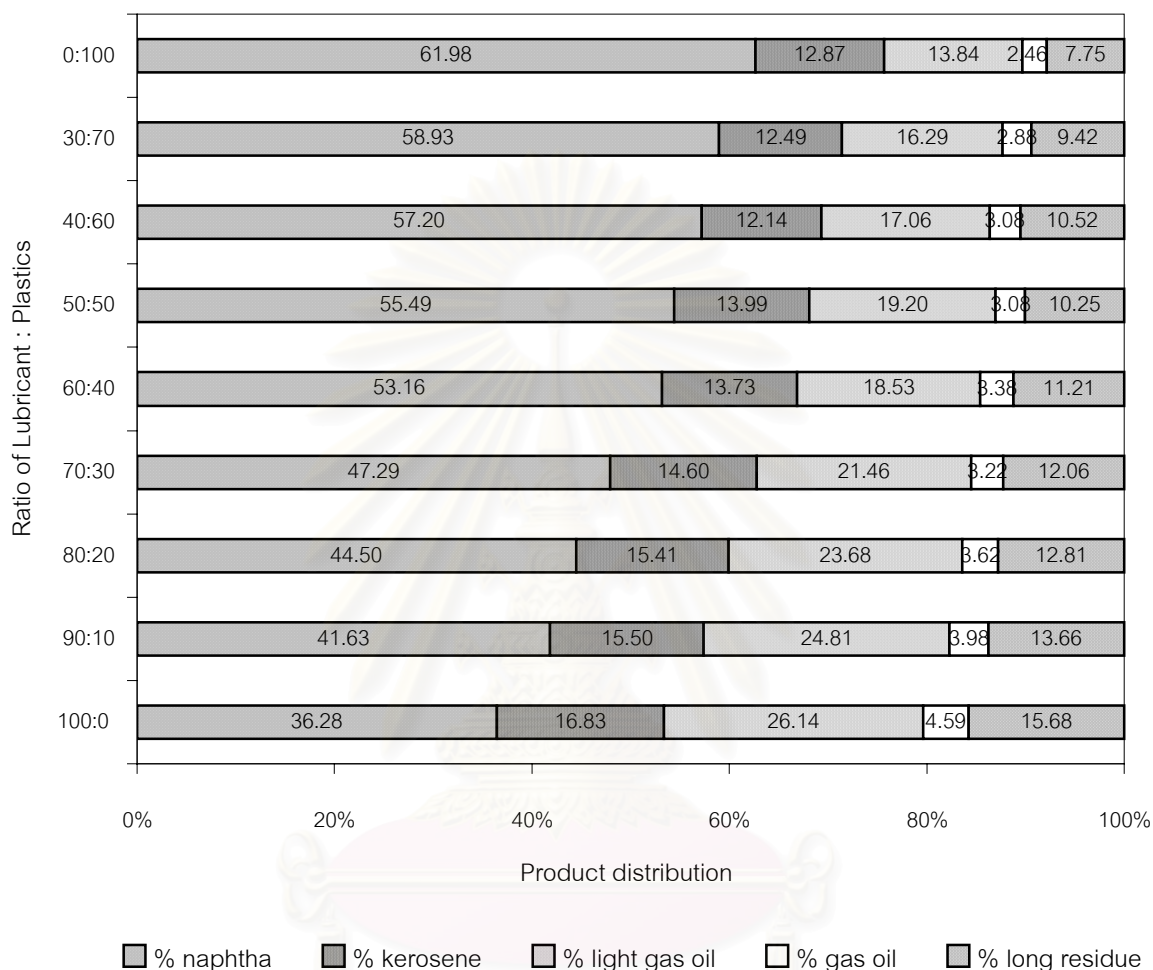 0:100 61.98 12.87 13.84 2.46 7.75
30:70 58.93 12.49 16.29 2.88 9.42
40:60 57.20 12.14 17.06 3.08 10.52
50:50 55.49 13.99 19.20 3.08 10.25
60:40 53.16 13.73 18.53 3.38 11.21
70:30 47.29 14.60 21.46 3.22 12.06
80:20 44.50 15.41 23.68 3.62 12.81
90:10 41.63 15.50 24.81 3.98 13.66
100:0 36.28 16.83 26.14 4.59 15.68
Ratio of Lubricant : Plastics
0% 20% 40% 60% 80% 100%
Product distribution
% naphtha % kerosene % light gas oil % gas oil % long residue